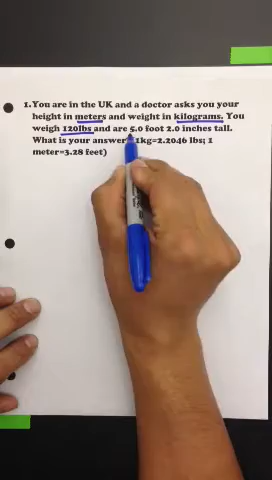 1. You are in the UK and a doctor asks you your
height in meters and weight in kilograms. You
weigh 120lbs and are 5.0 foot 2.0 inches tall.
What is your answer 1kg=2.2046 lbs; 1
meter=3.28 feet)